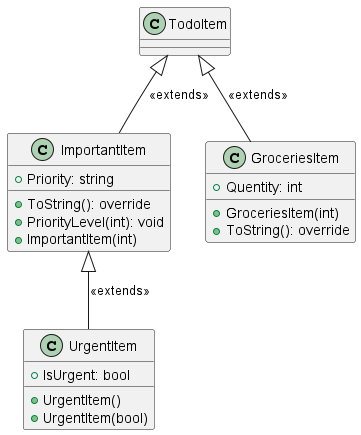 C TodoItem
«extends»
«extends»
C ImportantItem
Priority: string
ToString(): override
PriorityLevel(int): void
ImportantItem(int)
C GroceriesItem
Quentity: int
GroceriesItem(int)
ToString(): override
«extends»
C UrgentItem
IsUrgent: bool
UrgentItem()
UrgentItem(bool)